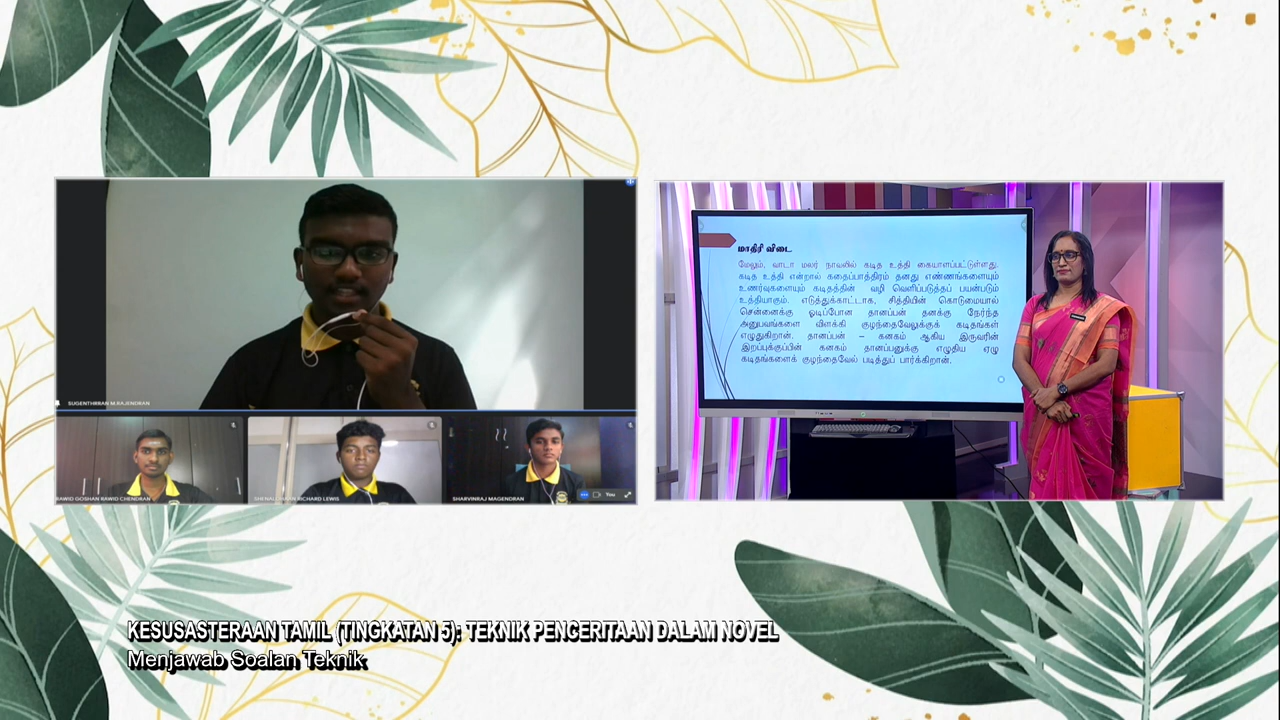 SUGENTHIRBAN M.RAJENDRAN
RAWID GOSHAN RAWID CHENDRAN
RICHARD LEWIS
SHARVINRAJ MAGENDRAN
You
மாதிரி விடை
மேலும், வாடா மலர் நாவலில் கடித உத்தி கையாளப்பட்டுள்ளது.
கடித உத்தி என்றால் கதைப்பாத்திரம் தனது எண்ணங்களையும்
உணர்வுகளையும் கடிதத்தின் வழி வெளிப்படுத்தப் பயன்படும்
உத்தியாகும். எடுத்துக்காட்டாக, சித்தியின் கொடுமையால்
சென்னைக்கு ஓடிப்போன தானப்பன் தனக்கு நேர்ந்த
அனுபவங்களை விளக்கி குழந்தைவேலுக்குக் கடிதங்கள்
எழுதுகிறான். தானப்பன் – கனகம் ஆகிய இருவரின்
இறப்புக்குப்பின் கனகம் தானப்பனுக்கு எழுதிய ஏழு
கடிதங்களைக் குழந்தைவேல் படித்துப் பார்க்கிறான்.
KESUSASTERAAN TAMIL (TINGKATAN 5): TEKNIK PENCERITAAN DALAM NOVEL
Menjawab Soalan Teknik